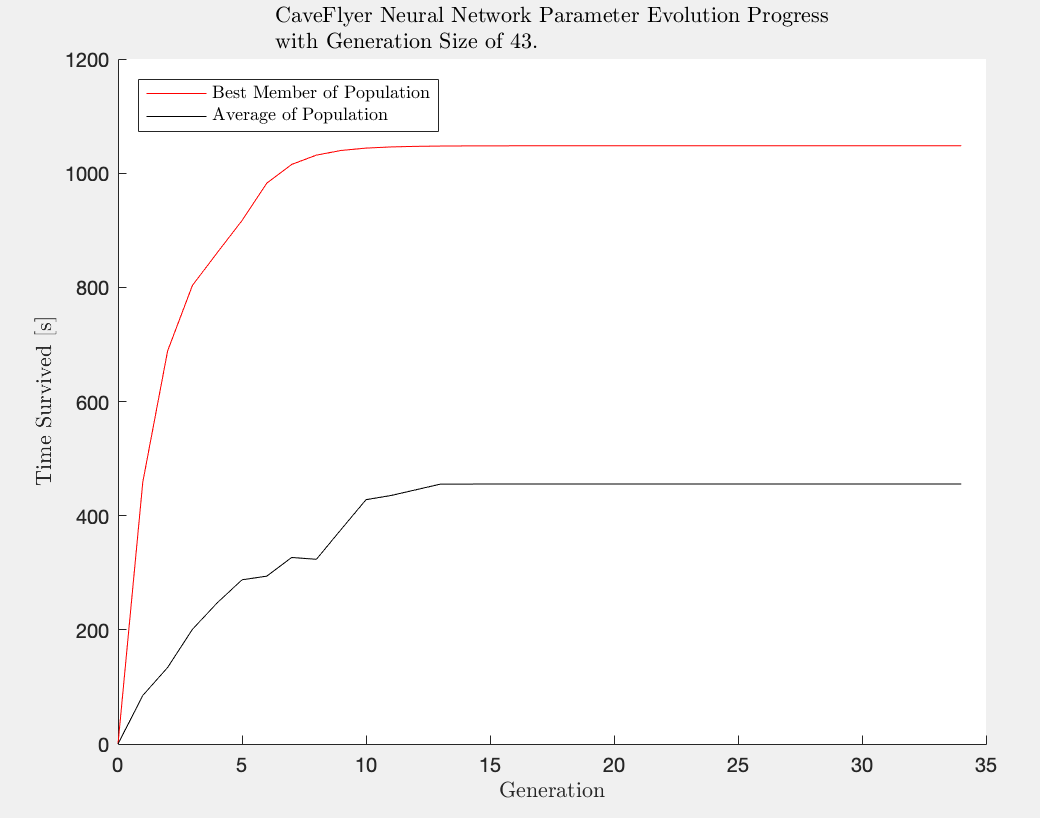 CaveFlyer Neural Network Parameter Evolution Progress
with Generation Size of 43.
1200
1000
800
600
400
200
0
Time Survived [s]
Best Member of Population
Average of Population
0 5 10 15 20 25 30 35
Generation